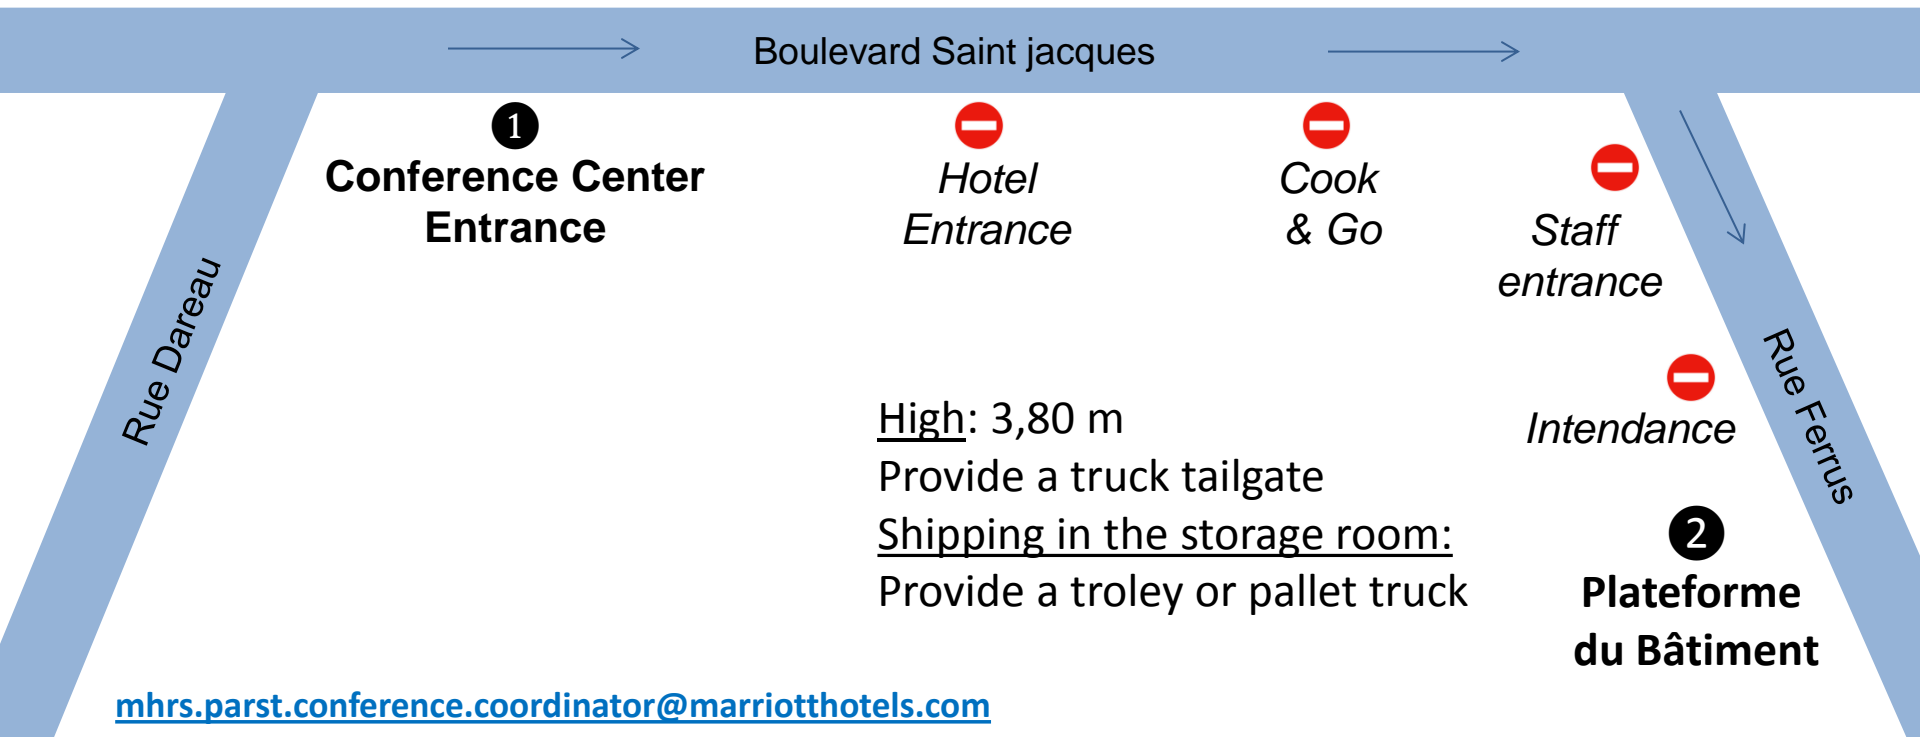 Boulevard Saint jacques
❶
Conference Center
Entrance
Hotel
Entrance
Cook
& Go
Staff
entrance
Rue Dareau
Rue Ferrus
Intendance
High: 3,80 m
Provide a truck tailgate
Shipping in the storage room:
Provide a troley or pallet truck
❷
Plateforme
du Bâtiment
mhrs.parst.conference.coordinator@marriotthotels.com